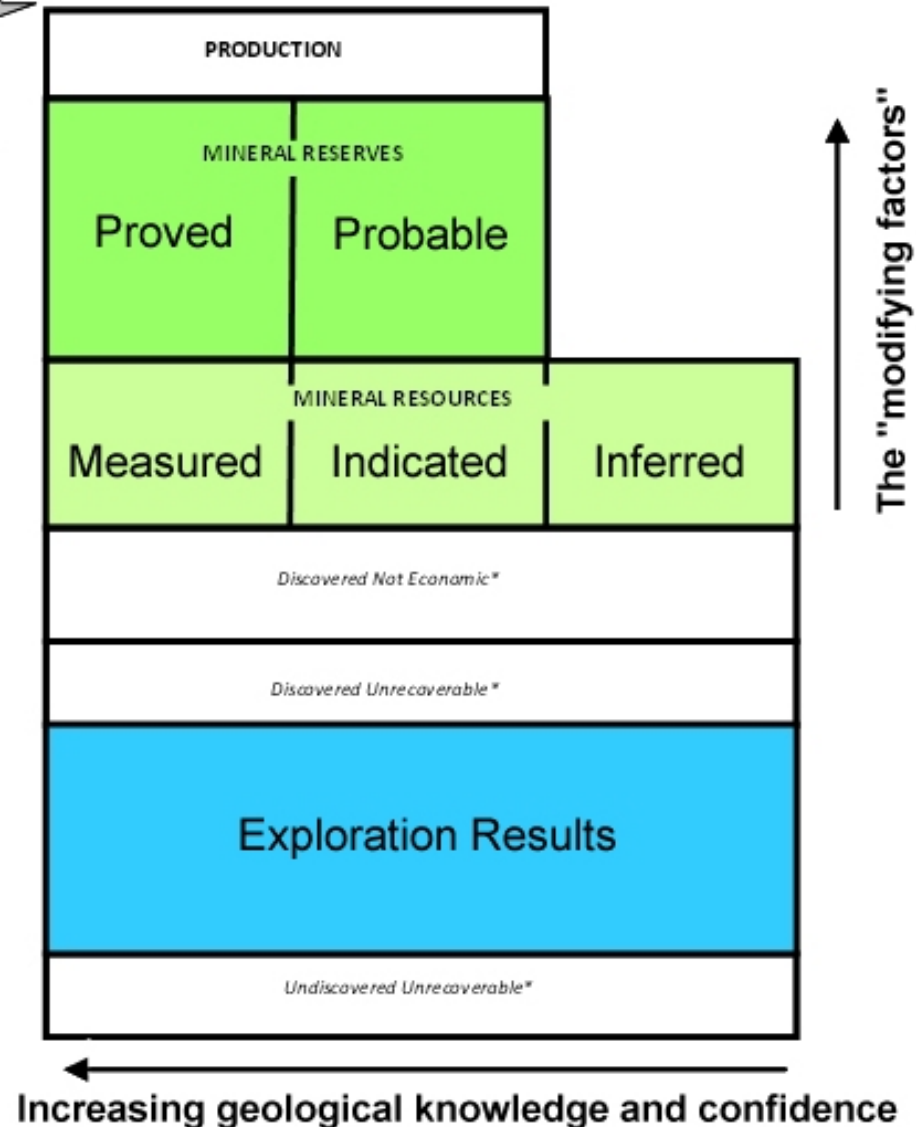 PRODUCTION
MINERAL RESERVES
Proved Probable
MINERAL RESOURCES
Measured Indicated Inferred
Discovered Not Economic*
Discovered Unrecoverable*
Exploration Results
Undiscovered Unrecoverable*
Increasing geological knowledge and confidence
The "modifying factors"